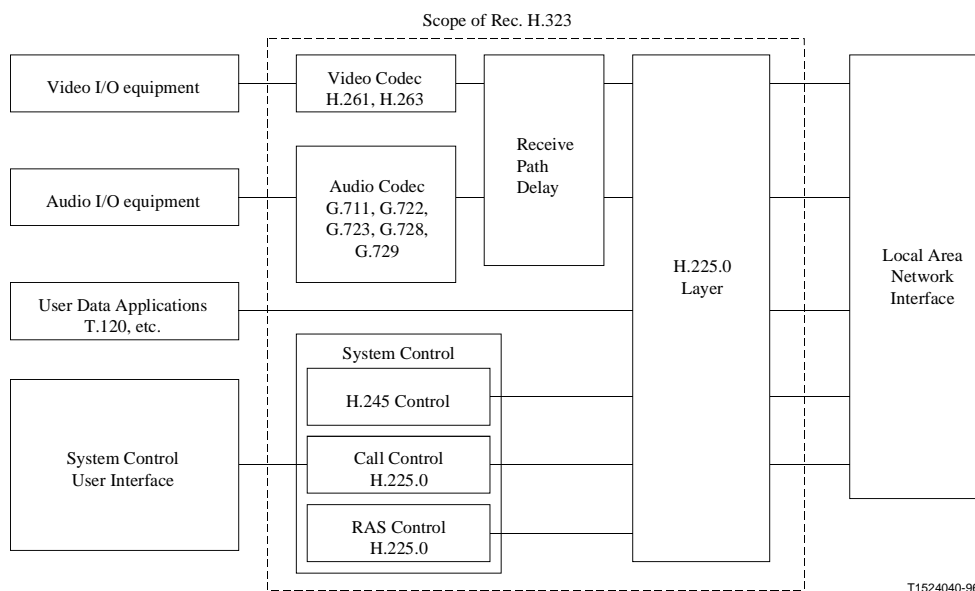 Scope of Rec. H.323
Video I/O equipment
Video Codec
H.261, H.263
Receive
Path
Delay
Audio I/O equipment
Audio Codec
G.711, G.722,
G.723, G.728,
G.729
H.225.0
Layer
Local Area
Network
Interface
User Data Applications
T.120, etc.
System Control
H.245 Control
System Control
User Interface
Call Control
H.225.0
RAS Control
H.225.0
T1524040-96